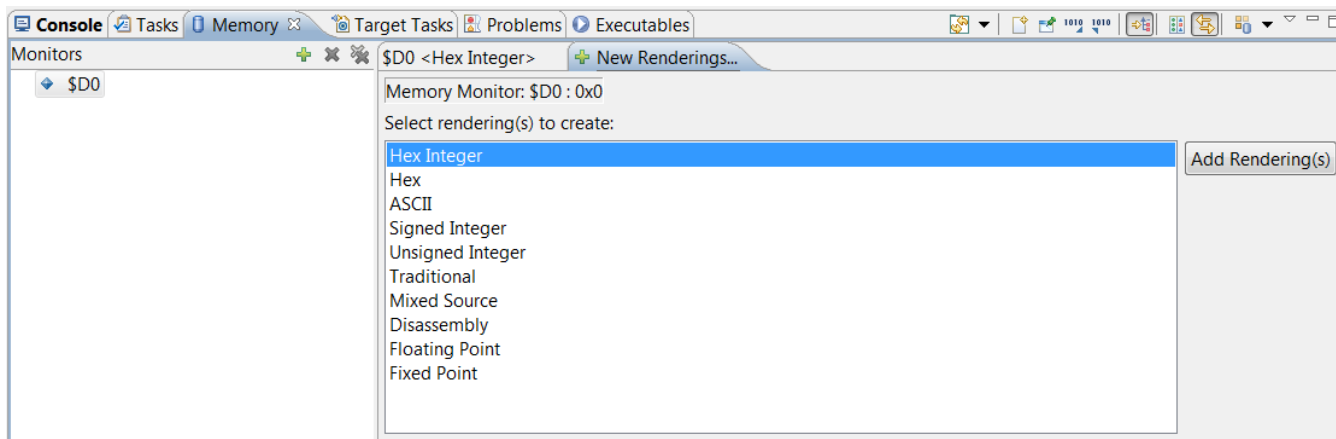 Console Tasks Memory Target Tasks Problems Executables 1010 1010
Monitors
$D0
$D0 <Hex Integer> New Renderings...
Memory Monitor: $D0 : 0x0
Select rendering(s) to create:
Hex Integer
Hex
ASCII
Signed Integer
Unsigned Integer
Traditional
Mixed Source
Disassembly
Floating Point
Fixed Point
Add Rendering(s)